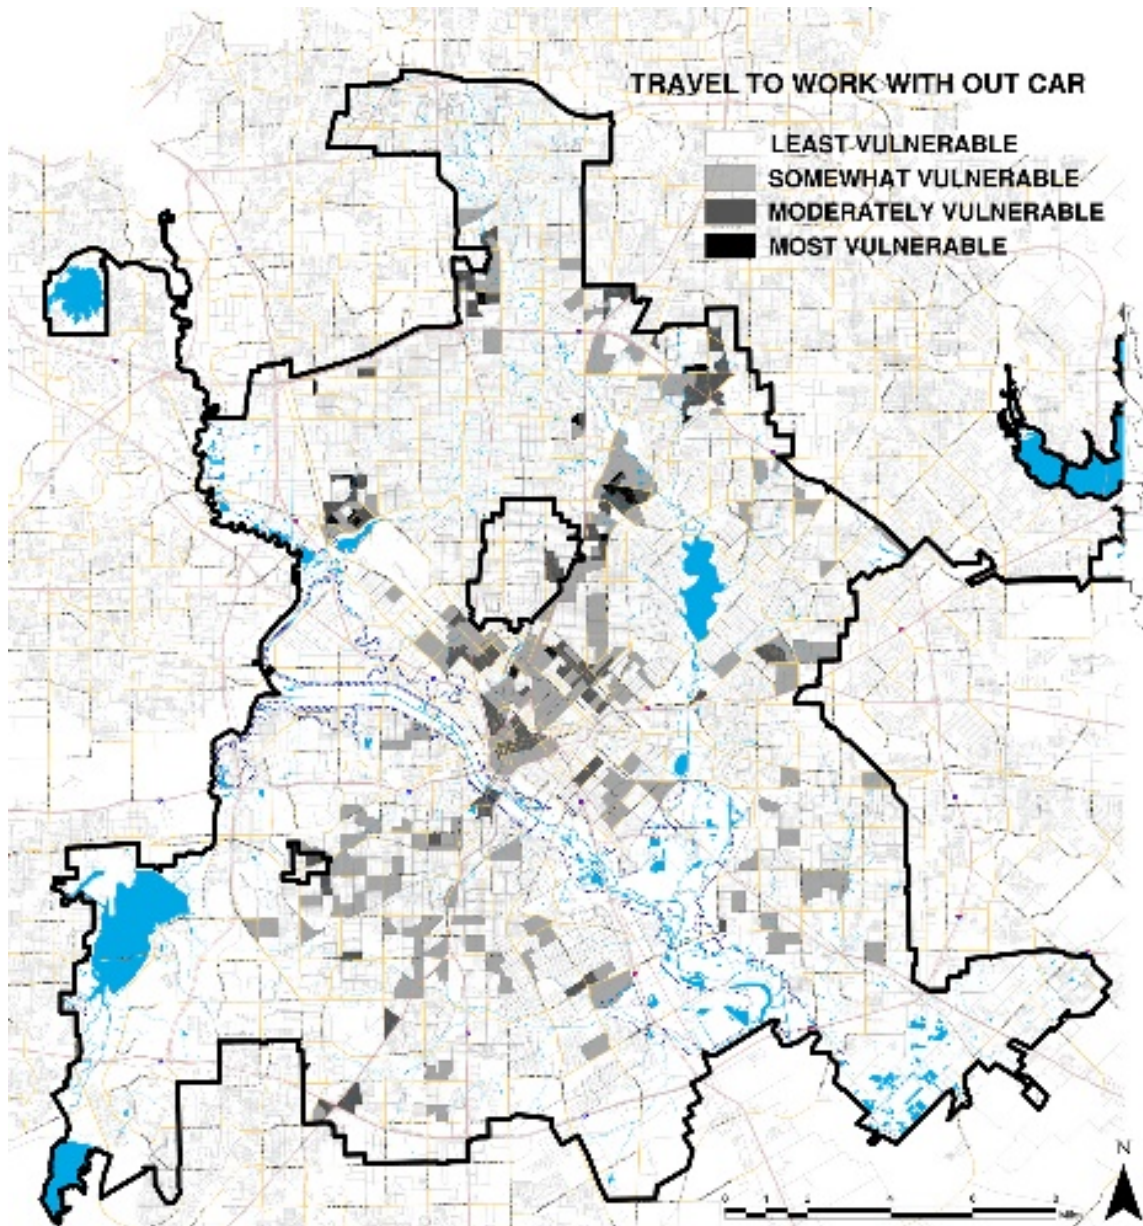 TRAVEL TO WORK WITH OUT CAR
LEAST VULNERABLE
SOMEWHAT VULNERABLE
MODERATELY VULNERABLE
MOST VULNERABLE
N